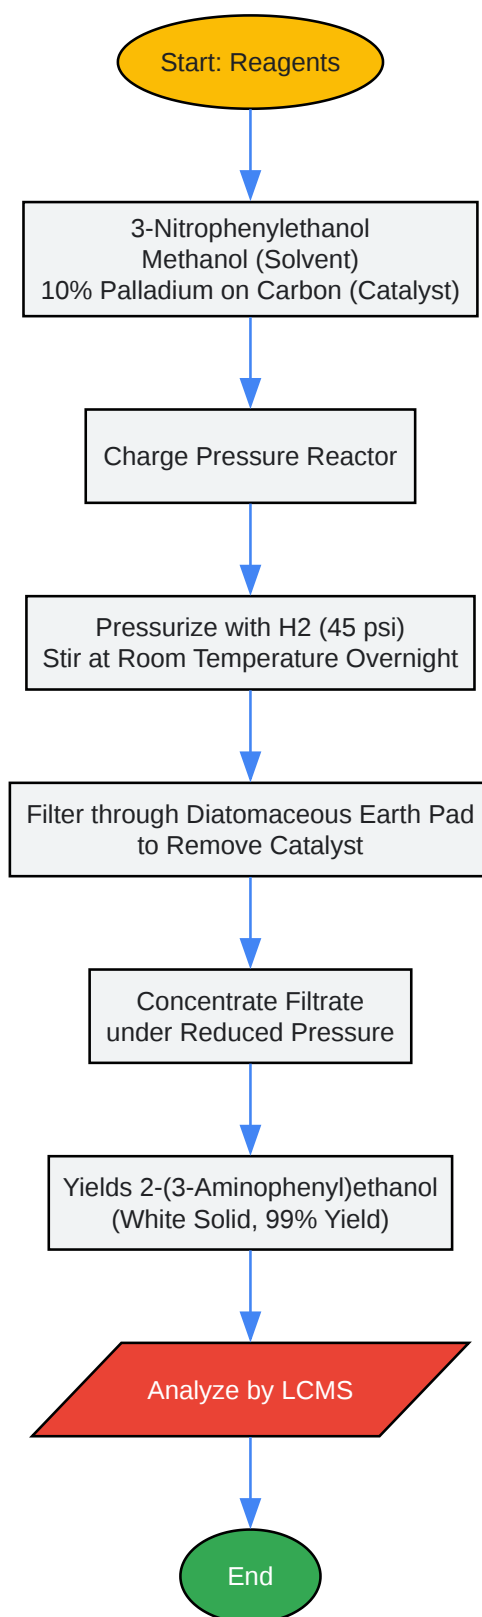 Start: Reagents
3-Nitrophenylethanol
Methanol (Solvent)
10% Palladium on Carbon (Catalyst)
Charge Pressure Reactor
Pressurize with H2 (45 psi)
Stir at Room Temperature Overnight
Filter through Diatomaceous Earth Pad
to Remove Catalyst
Concentrate Filtrate
under Reduced Pressure
Yields 2-(3-Aminophenyl)ethanol
(White Solid, 99% Yield)
Analyze by LCMS
End